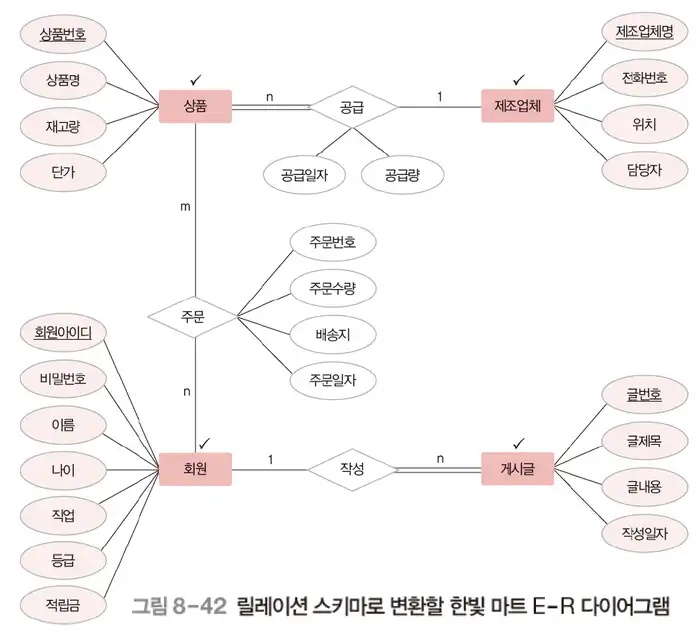 상품번호
상품명
재고량
단가
✓
상품
n
공급
1
✓
제조업체
제조업체명
전화번호
위치
담당자
공급일자
공급량
m
주문
주문번호
주문수량
배송지
주문일자
n
회원아이디
비밀번호
이름
나이
직업
등급
적립금
✓
회원
1
작성
n
✓
게시글
글번호
글제목
글내용
작성일자
그림 8-42 릴레이션 스키마로 변환할 한빛 마트 E-R 다이어그램